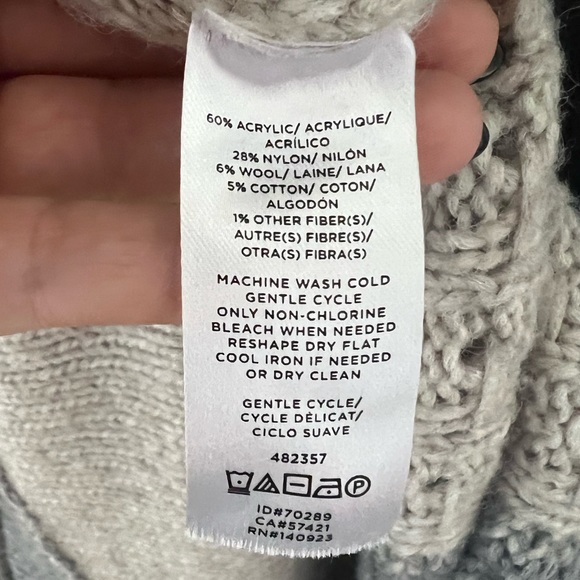 60% ACRYLIC/ ACRYLIQUE/
ACRÍLICO
28% NYLON/ NILÓN
6% WOOL/ LAINE/ LANA
5% COTTON/ COTON/
ALGODÓN
1% OTHER FIBER(S)/
AUTRE(S) FIBRE(S)/
OTRA(S) FIBRA(S)
MACHINE WASH COLD
GENTLE CYCLE
ONLY NON-CHLORINE
BLEACH WHEN NEEDED
RESHAPE DRY FLAT
COOL IRON IF NEEDED
OR DRY CLEAN
GENTLE CYCLE/
CYCLE DÉLICAT/
CICLO SUAVE
482357
P
ID#70289
CA#57421
RN#140923